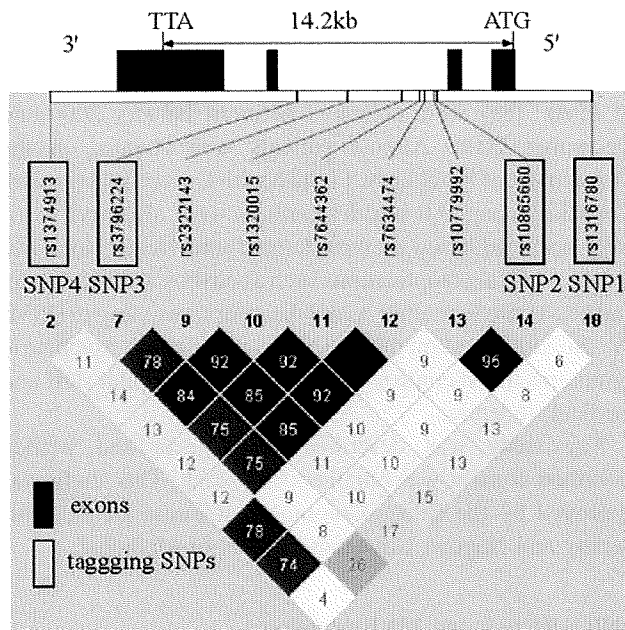 TTA 14.2kb ATG
3' 5'
rs1374913 rs3796224 rs2322143 rs1320015 rs7644362 rs7634474 rs10779992 rs10865660 rs1316780
SNP4 SNP3 SNP2 SNP1
2 7 9 10 11 12 13 14 18
11 78 92 92 9 95 6
14 84 85 92 9 9 8
13 75 85 10 9 13
12 75 11 10 13
12 9 10 15
78 8 17
74 26
4
exons
taggging SNPs